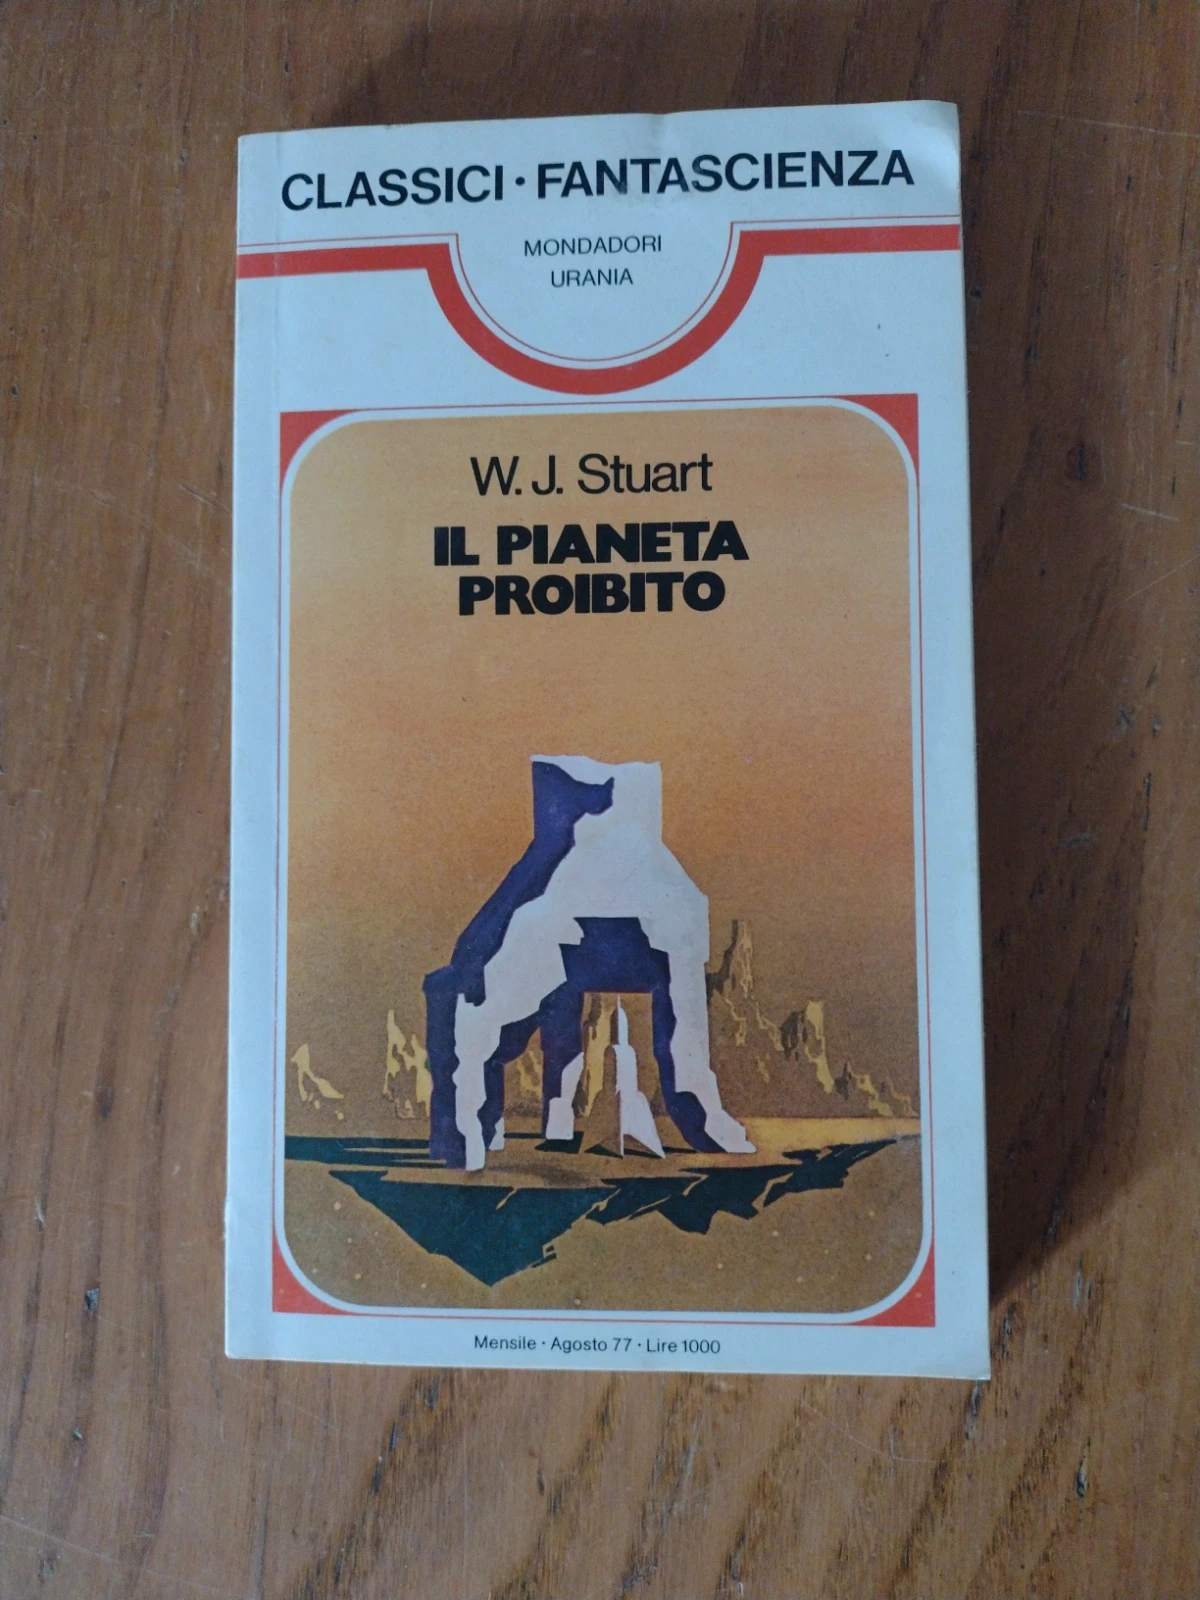 CLASSICI • FANTASCIENZA
MONDADORI
URANIA
W. J. Stuart
IL PIANETA
PROIBITO
Mensile • Agosto 77 • Lire 1000